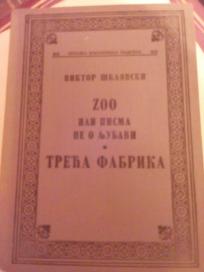 ВИКТОР ШКЛОВСКИ
ZOO
ИЛИ ПИСМА
НЕ О ЉУБАВИ
•
ТРЕЋА ФАБРИКА